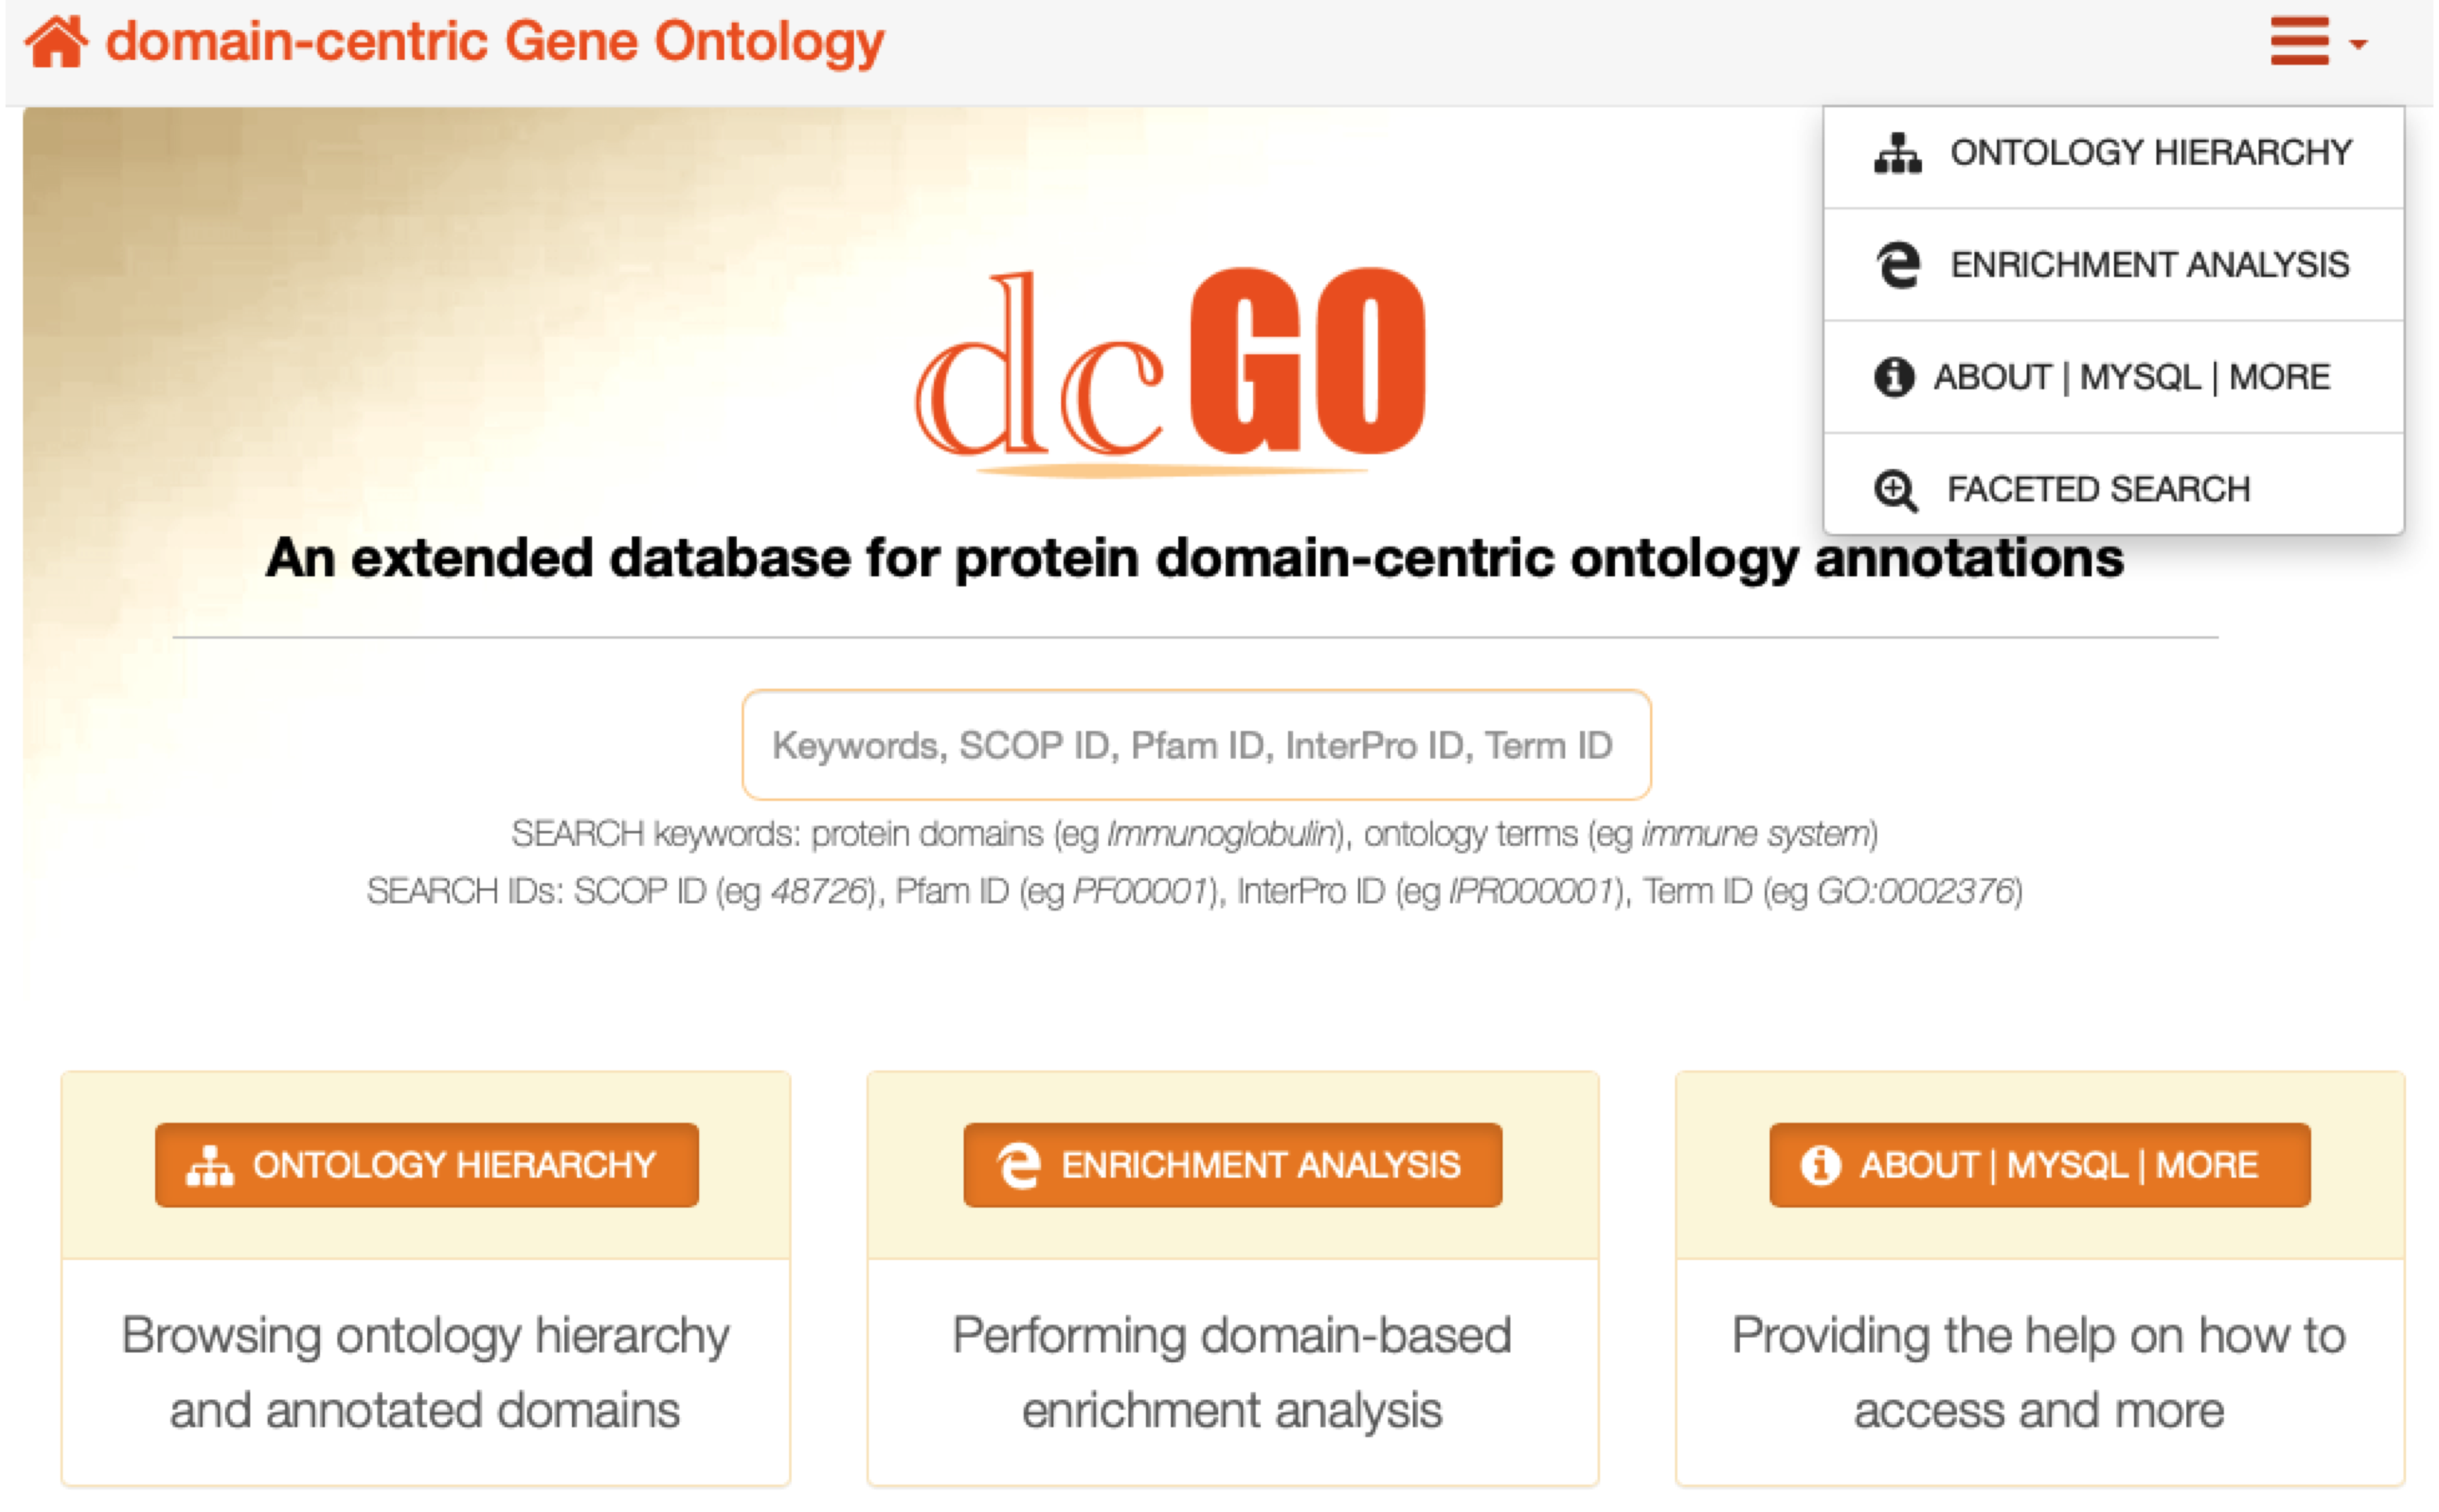 domain-centric Gene Ontology
ONTOLOGY HIERARCHY
ENRICHMENT ANALYSIS
ABOUT | MYSQL | MORE
FACETED SEARCH
dcGO
An extended database for protein domain-centric ontology annotations
Keywords, SCOP ID, Pfam ID, InterPro ID, Term ID
SEARCH keywords: protein domains (eg Immunoglobulin), ontology terms (eg immune system)
SEARCH IDs: SCOP ID (eg 48726), Pfam ID (eg PF00001), InterPro ID (eg IPR000001), Term ID (eg GO:0002376)
ONTOLOGY HIERARCHY
Browsing ontology hierarchy
and annotated domains
ENRICHMENT ANALYSIS
Performing domain-based
enrichment analysis
ABOUT | MYSQL | MORE
Providing the help on how to
access and more